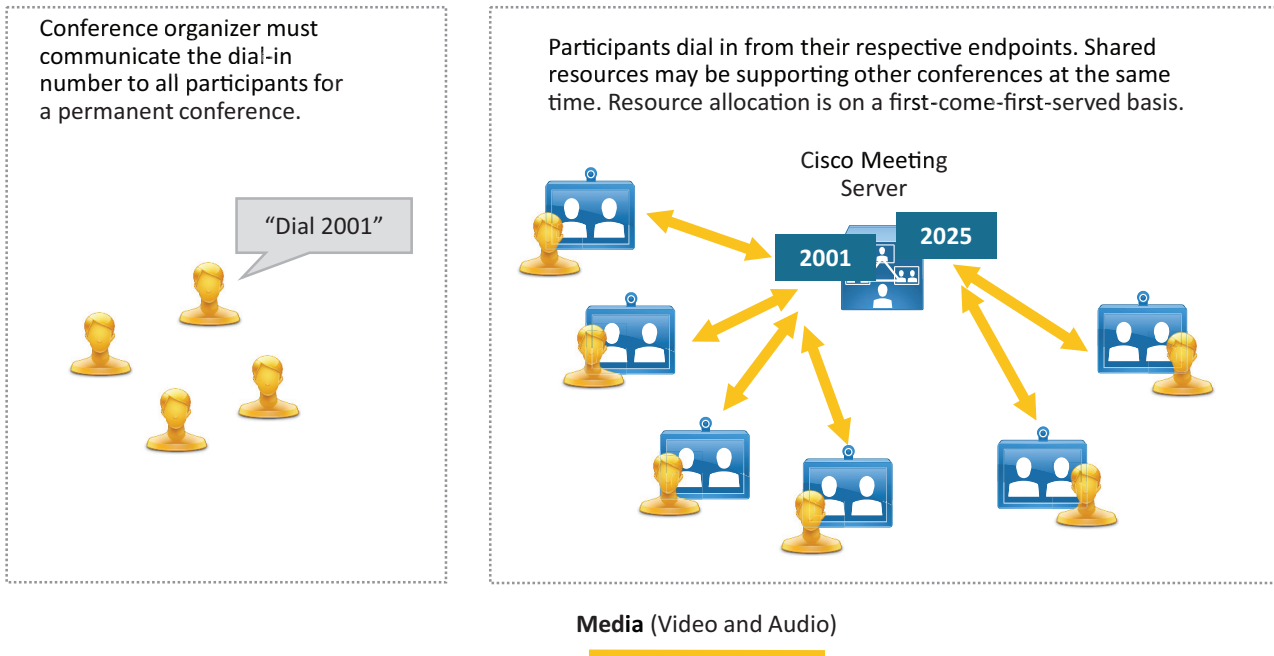 Conference organizer must
communicate the dial-in
number to all participants for
a permanent conference.
“Dial 2001”
Participants dial in from their respective endpoints. Shared
resources may be supporting other conferences at the same
time. Resource allocation is on a first-come-first-served basis.
Cisco Meeting
Server
2001
2025
Media (Video and Audio)